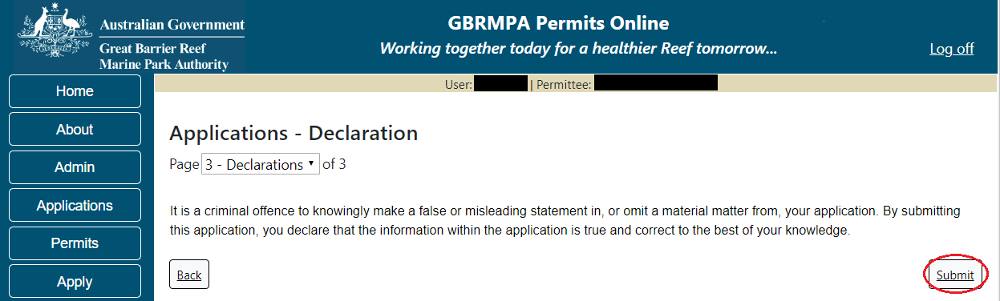 Australian Government
Great Barrier Reef
Marine Park Authority
GBRMPA Permits Online
Working together today for a healthier Reef tomorrow...
Log off
Home
About
Admin
Applications
Permits
Apply
User: | Permittee:
Applications - Declaration
Page 3 - Declarations of 3
It is a criminal offence to knowingly make a false or misleading statement in, or omit a material matter from, your application. By submitting
this application, you declare that the information within the application is true and correct to the best of your knowledge.
Back
Submit